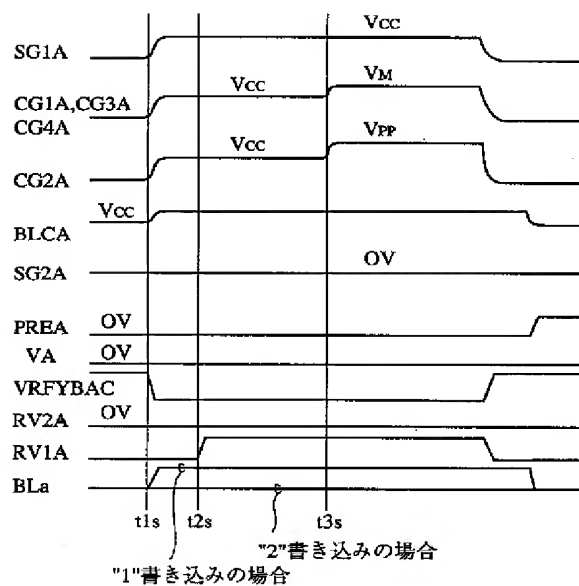 SG1A VCC
CG1A,CG3A VCC VM
CG4A
CG2A VCC VPP
VCC
BLCA
SG2A 0V
PREA 0V
VA 0V
VRFYBAC
RV2A 0V
RV1A
BLa
t1s t2s t3s
"2"書き込みの場合
"1"書き込みの場合